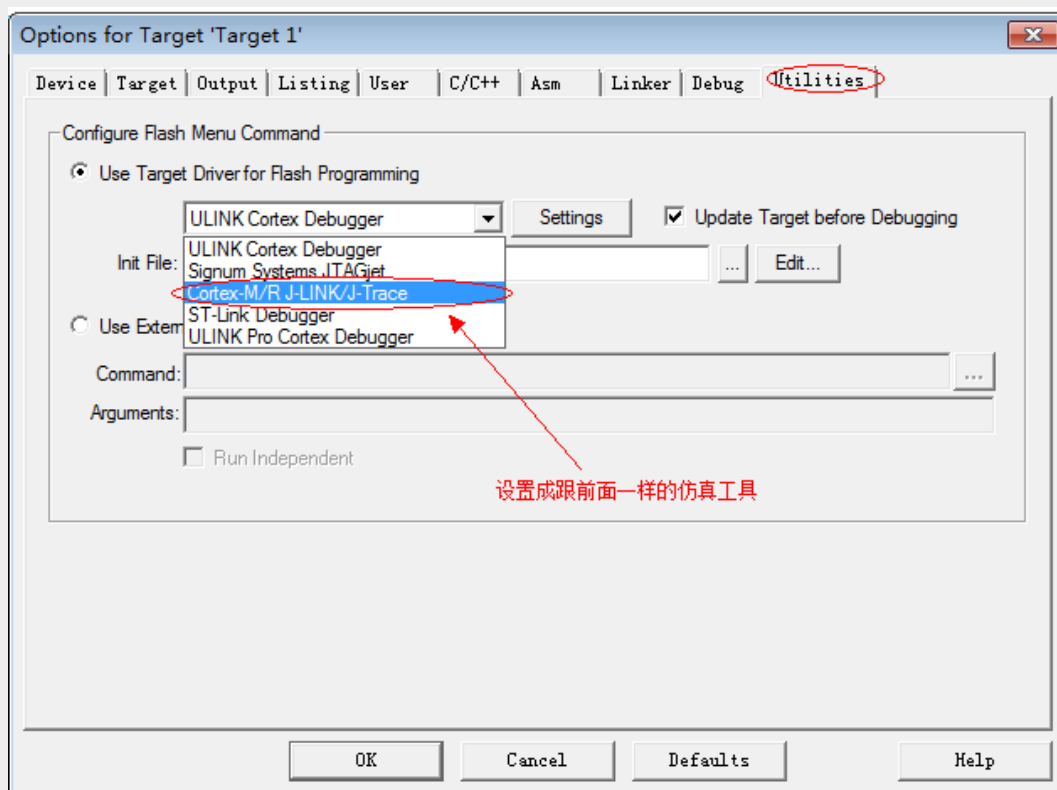 Options for Target 'Target 1'
Device Target Output Listing User C/C++ Asm Linker Debug Utilities
Configure Flash Menu Command
Use Target Driver for Flash Programming
ULINK Cortex Debugger Settings Update Target before Debugging
ULINK Cortex Debugger
Init File: ... Edit...
Signum Systems JTAGjet
Cortex-M/R J-LINK/J-Trace
ST-Link Debugger
Use Extern
ULINK Pro Cortex Debugger
Command: ...
Arguments:
Run Independent
设置成跟前面一样的仿真工具
OK Cancel Defaults Help